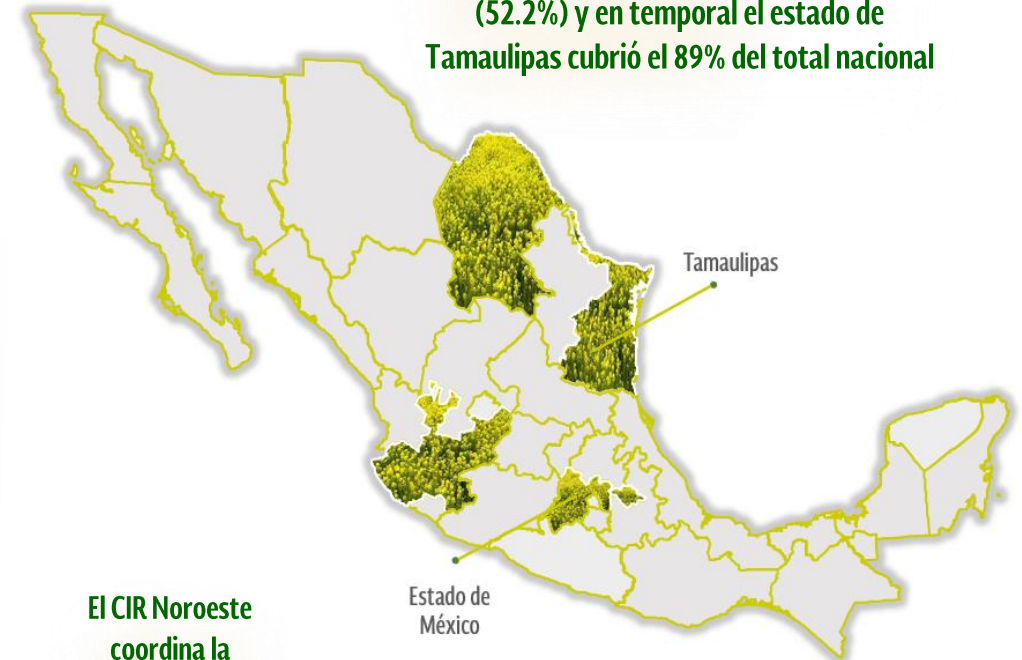 (52.2%) y en temporal el estado de
Tamaulipas cubrió el 89% del total nacional
Tamaulipas
Estado de
México
El CIR Noroeste
coordina la